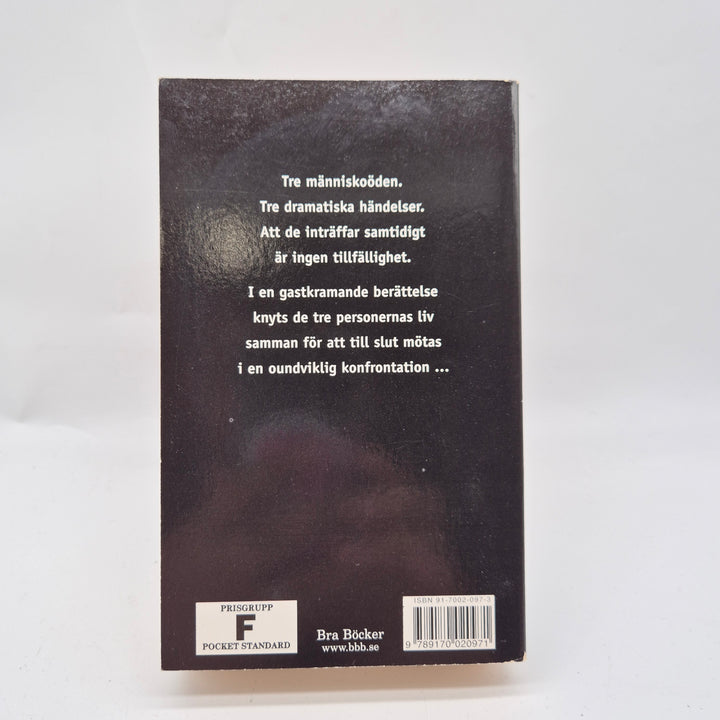 Tre människoöden.
Tre dramatiska händelser.
Att de inträffar samtidigt
är ingen tillfällighet.
I en gastkramande berättelse
knyts de tre personernas liv
samman för att till slut mötas
i en oundviklig konfrontation ...
PRISGRUPP
F
POCKET STANDARD
Bra Böcker
www.bbb.se
ISBN 91-7002-097-3
9 789170 020971